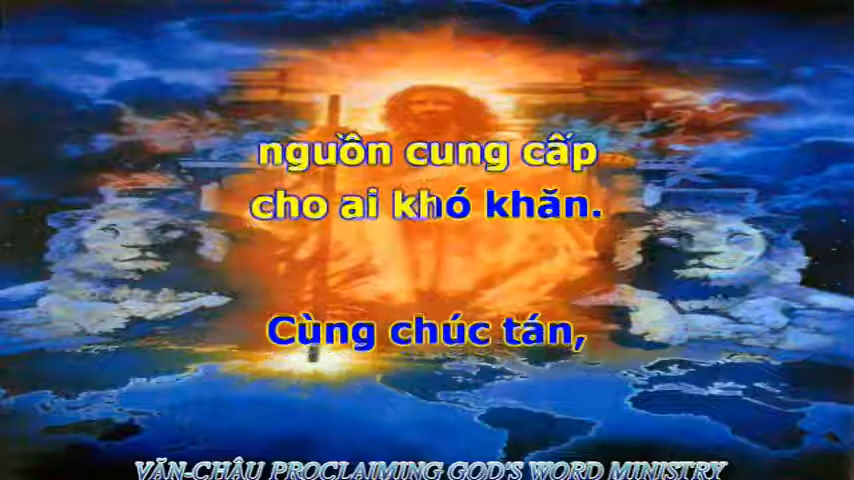 nguồn cung cấp
cho ai khó khăn.
Cùng chúc tán,
VĂN-CHÂU PROCLAIMING GOD'S WORD MINISTRY